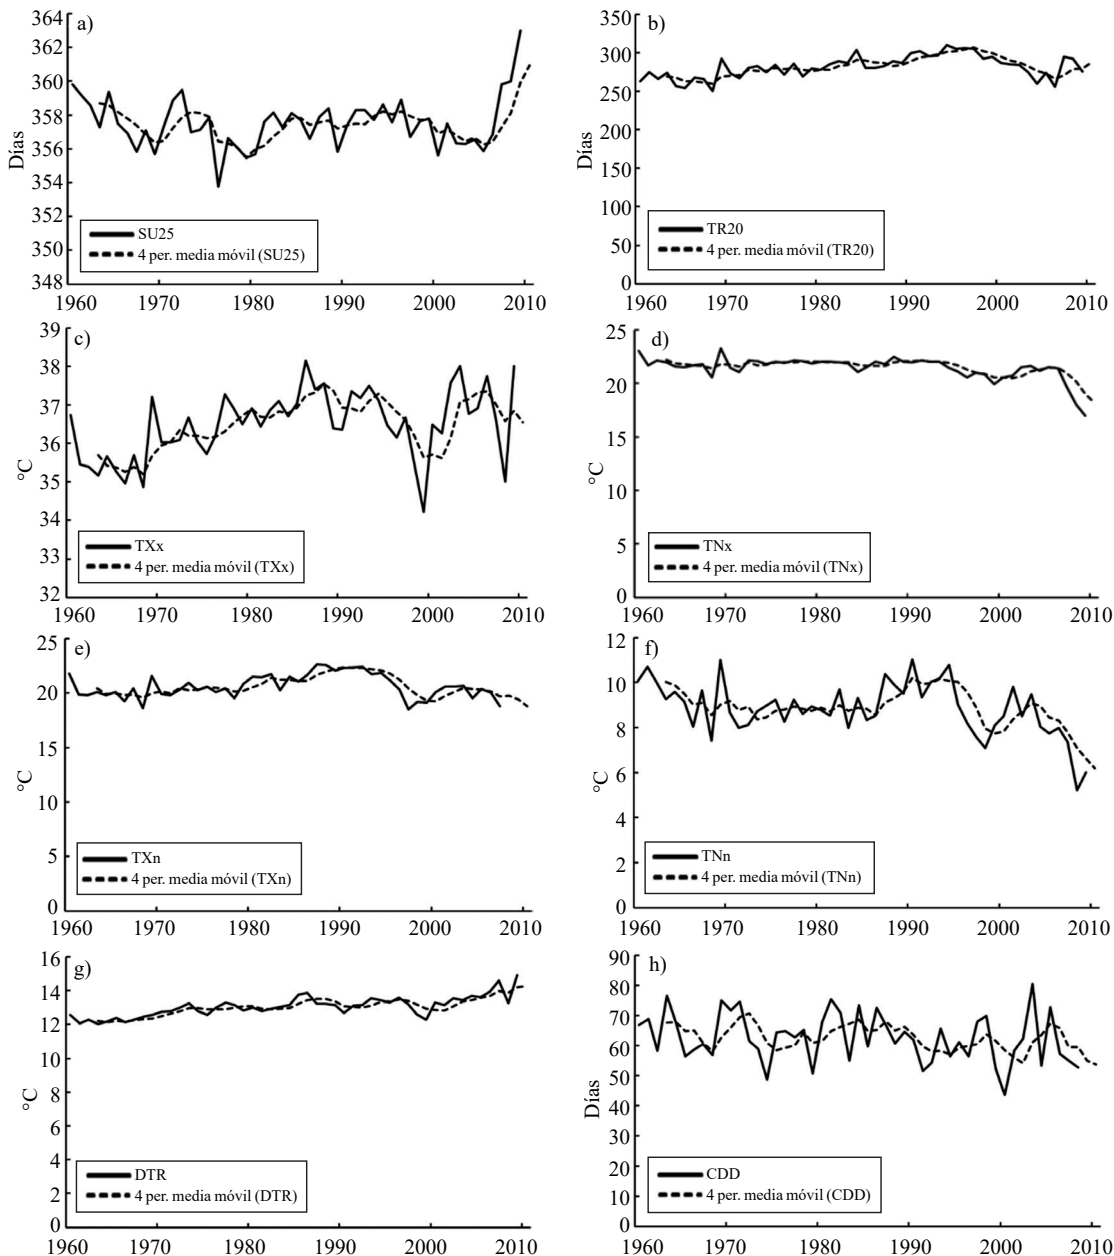 a)
Días
364
362
360
358
356
354
352
350
348
SU25
4 per. media móvil (SU25)
1960 1970 1980 1990 2000 2010
b)
350
300
250
200
150
100
50
0
TR20
4 per. media móvil (TR20)
1960 1970 1980 1990 2000 2010
c)
°C
39
38
37
36
35
34
33
32
TXx
4 per. media móvil (TXx)
1960 1970 1980 1990 2000 2010
d)
°C
25
20
15
10
5
0
TNx
4 per. media móvil (TNx)
1960 1970 1980 1990 2000 2010
e)
°C
25
20
15
10
5
0
TXn
4 per. media móvil (TXn)
1960 1970 1980 1990 2000 2010
f)
°C
12
10
8
6
4
2
0
TNn
4 per. media móvil (TNn)
1960 1970 1980 1990 2000 2010
g)
°C
16
14
12
10
8
6
4
2
0
DTR
4 per. media móvil (DTR)
1960 1970 1980 1990 2000 2010
h)
Días
90
80
70
60
50
40
30
20
10
0
CDD
4 per. media móvil (CDD)
1960 1970 1980 1990 2000 2010